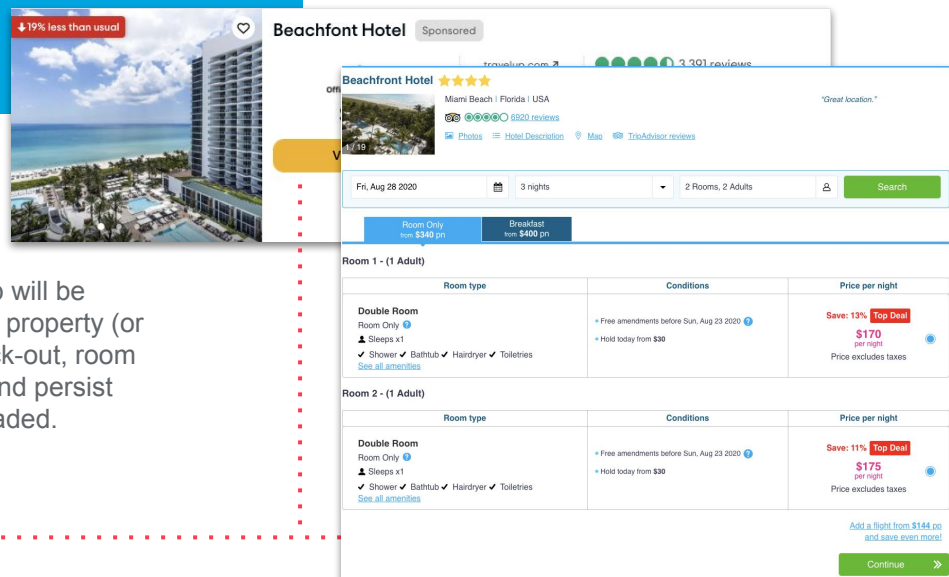 ↓19% less than usual
Beachfont Hotel Sponsored
travelup.com 3,391 reviews
Beachfront Hotel
Miami Beach | Florida | USA
"Great location."
6920 reviews
Photos Hotel Description Map TripAdvisor reviews
1 / 19
Fri, Aug 28 2020 3 nights 2 Rooms, 2 Adults Search
Room Only Breakfast
from $340 pn from $400 pn
will be
property (or
ck-out, room
nd persist
aded.
Room 1 - (1 Adult)
Room type Conditions Price per night
Double Room
Room Only ?
Sleeps x1
✔ Shower ✔ Bathtub ✔ Hairdryer ✔ Toiletries
See all amenities
Free amendments before Sun, Aug 23 2020 ?
Hold today from $30
Save: 13% Top Deal
$170
per night
Price excludes taxes
Room 2 - (1 Adult)
Room type Conditions Price per night
Double Room
Room Only ?
Sleeps x1
✔ Shower ✔ Bathtub ✔ Hairdryer ✔ Toiletries
See all amenities
Free amendments before Sun, Aug 23 2020 ?
Hold today from $30
Save: 11% Top Deal
$175
per night
Price excludes taxes
Add a flight from $144 pp
and save even more!
Continue »